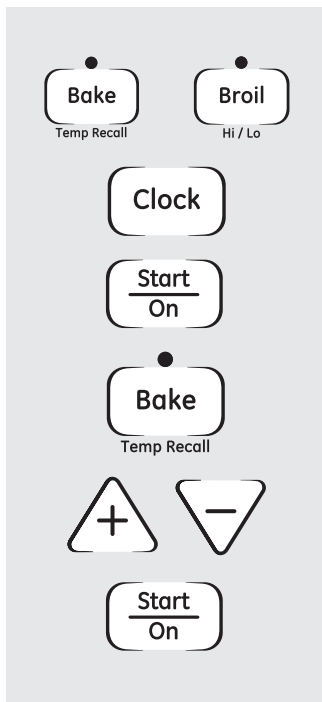 Bake Broil
Temp Recall Hi / Lo
Clock
Start
On
Bake
Temp Recall
+ −
Start
On